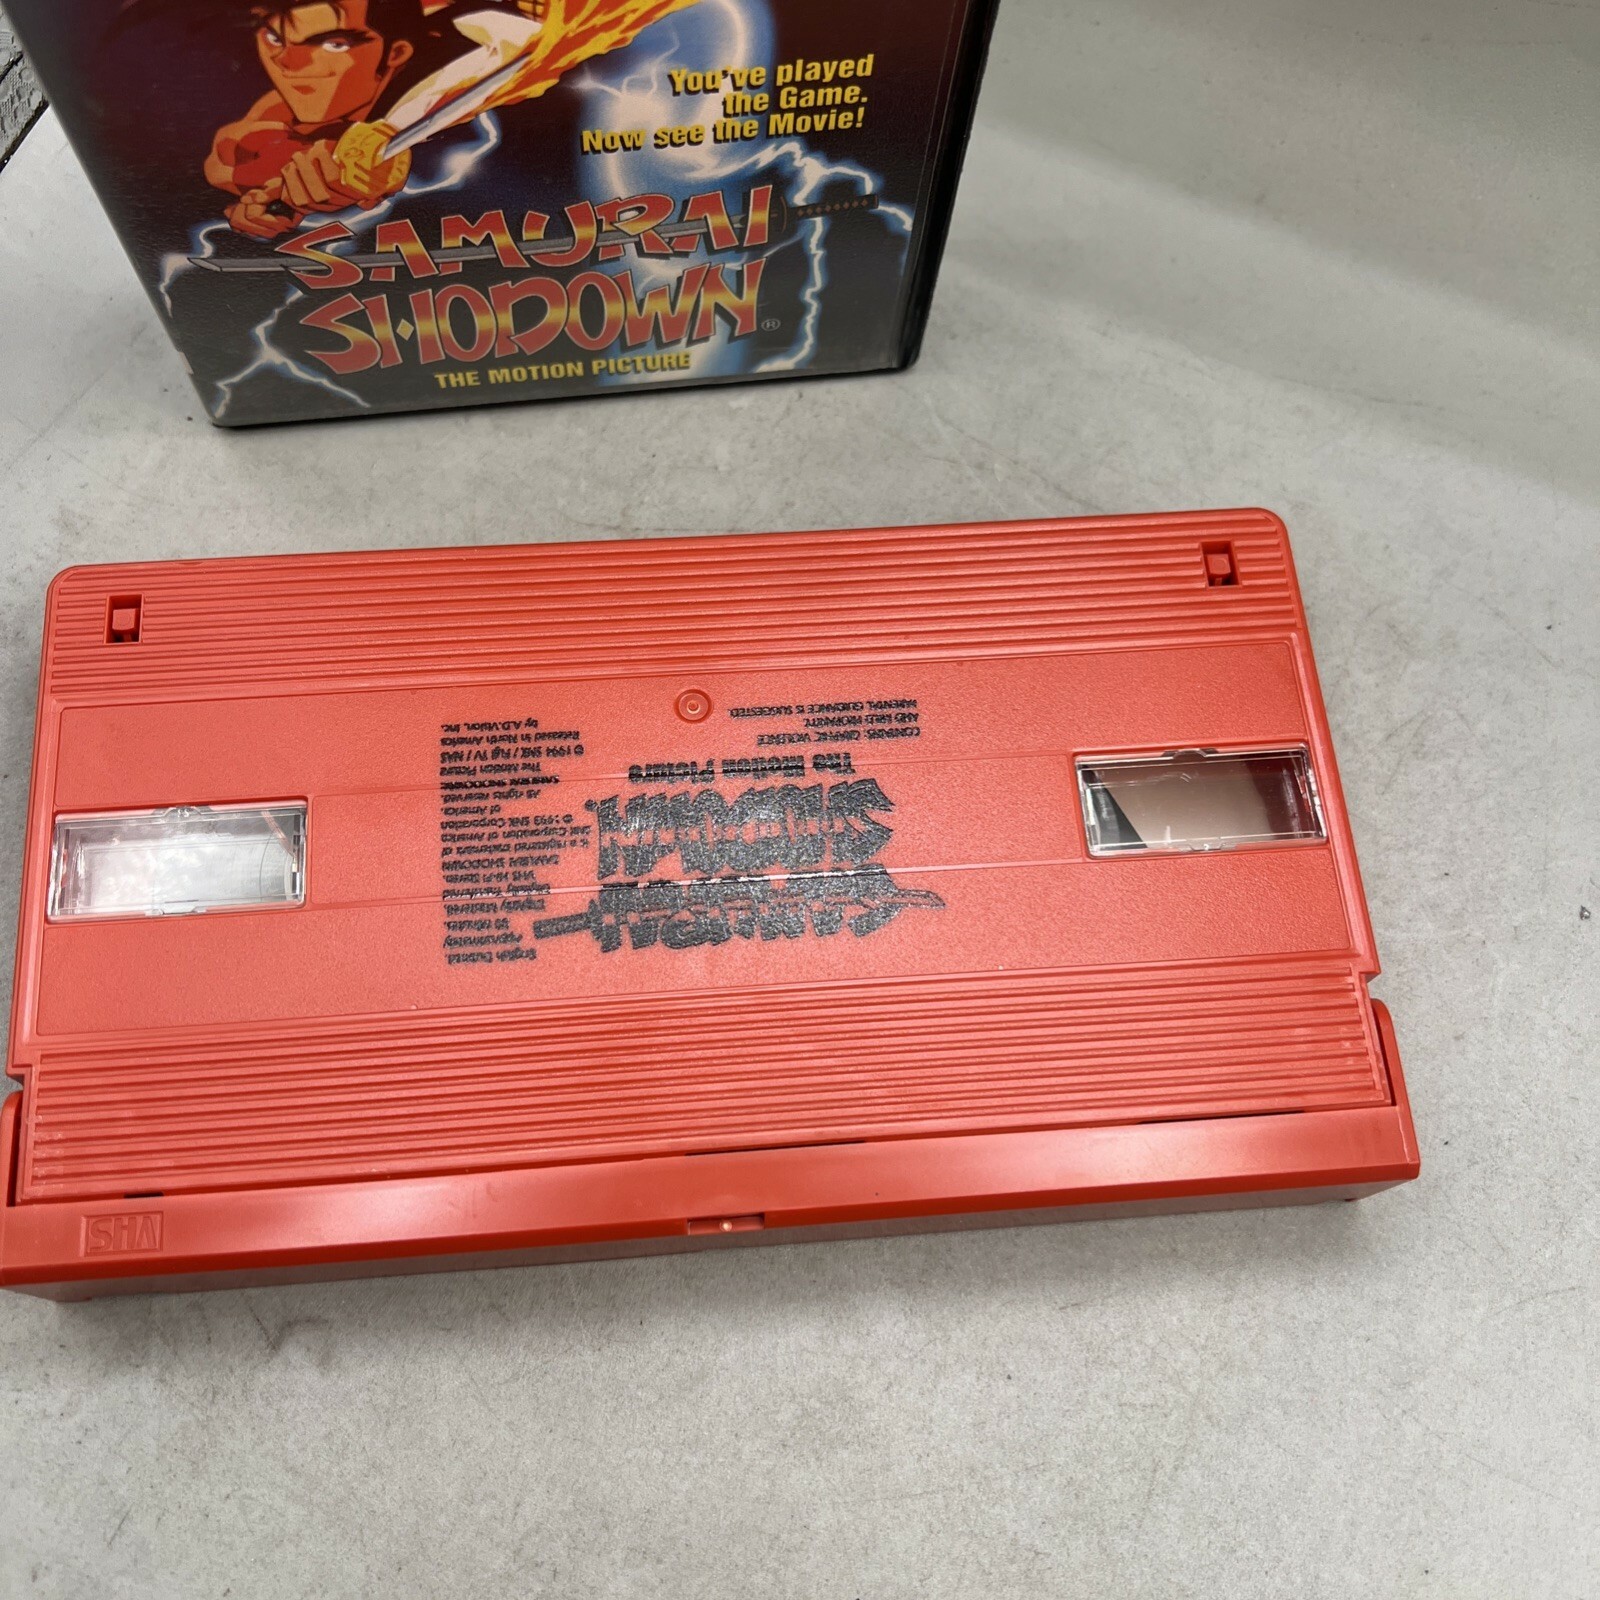 You've played
the Game.
Now see the Movie!
SAMURAI
SHODOWN®
THE MOTION PICTURE
SAMURAI
SHODOWN.
The Motion Picture
CONTAINS: GRAPHIC VIOLENCE
AND MILD PROFANITY.
PARENTAL GUIDANCE IS SUGGESTED.
English Dubbed.
Approximately
Digitally Mastered.
Digitally Transferred
VHS Hi-Fi Stereo.
SAMURAI SHODOWN
is a registered trademark of
SNK Corporation of America
© 1993 SNK Corporation
of America.
All rights reserved.
SAMURAI SHODOWN:
The Motion Picture
© 1994 SNK / Fuji TV / NAS
Released in North America
by A.D.Vision, Inc.
VHS